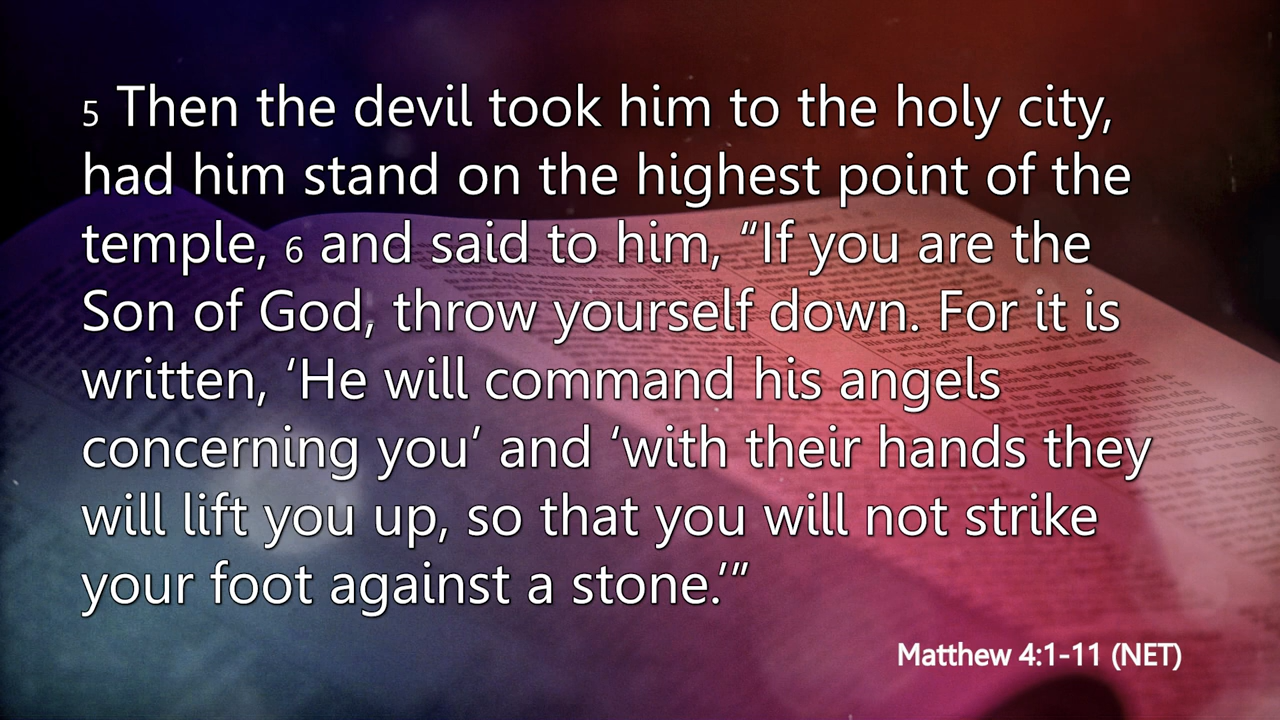 5 Then the devil took him to the holy city,
had him stand on the highest point of the
temple, 6 and said to him, “If you are the
Son of God, throw yourself down. For it is
written, ‘He will command his angels
concerning you’ and ‘with their hands they
will lift you up, so that you will not strike
your foot against a stone.’”
Matthew 4:1-11 (NET)